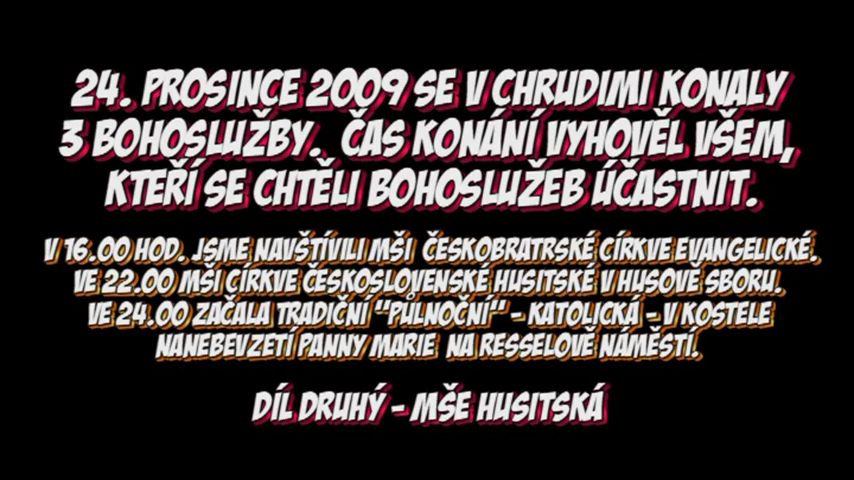 24. PROSINCE 2009 SE V CHRUDIMI KONALY
3 BOHOSLUŽBY. ČAS KONÁNÍ VYHOVĚL VŠEM,
KTEŘÍ SE CHTĚLI BOHOSLUŽEB ÚČASTNIT.
V 16.00 HOD. JSME NAVŠTÍVILI MŠI ČESKOBRATRSKÉ CÍRKVE EVANGELICKÉ.
VE 22.00 MŠI CÍRKVE ČESKOSLOVENSKÉ HUSITSKÉ V HUSOVĚ SBORU.
VE 24.00 ZAČALA TRADIČNÍ "PŮLNOČNÍ" - KATOLICKÁ - V KOSTELE
NANEBEVZETÍ PANNY MARIE NA RESSELOVĚ NÁMĚSTÍ.
DÍL DRUHÝ - MŠE HUSITSKÁ